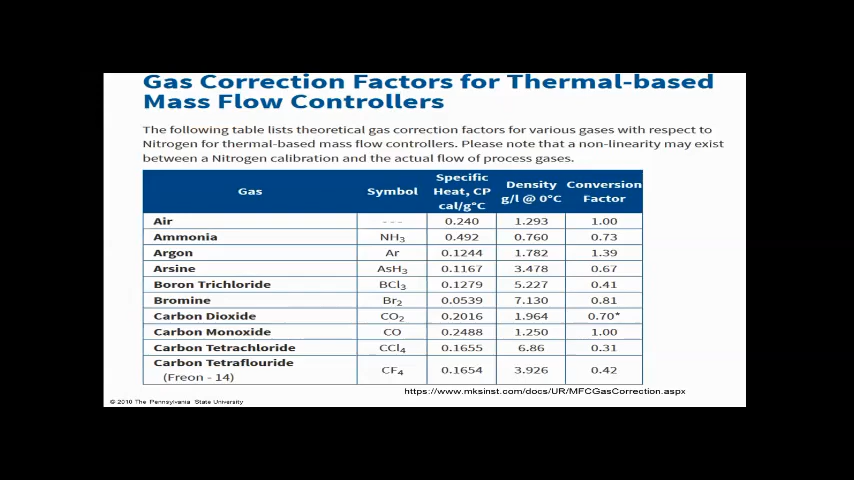 Gas Correction Factors for Thermal-based
Mass Flow Controllers
The following table lists theoretical gas correction factors for various gases with respect to
Nitrogen for thermal-based mass flow controllers. Please note that a non-linearity may exist
between a Nitrogen calibration and the actual flow of process gases.
Gas Symbol Specific Heat, CP cal/g°C Density g/l @ 0°C Conversion Factor
Air - - - 0.240 1.293 1.00
Ammonia NH3 0.492 0.760 0.73
Argon Ar 0.1244 1.782 1.39
Arsine AsH3 0.1167 3.478 0.67
Boron Trichloride BCl3 0.1279 5.227 0.41
Bromine Br2 0.0539 7.130 0.81
Carbon Dioxide CO2 0.2016 1.964 0.70*
Carbon Monoxide CO 0.2488 1.250 1.00
Carbon Tetrachloride CCl4 0.1655 6.86 0.31
Carbon Tetraflouride
(Freon - 14) CF4 0.1654 3.926 0.42
https://www.mksinst.com/docs/UR/MFCGasCorrection.aspx
© 2010 The Pennsylvania State University